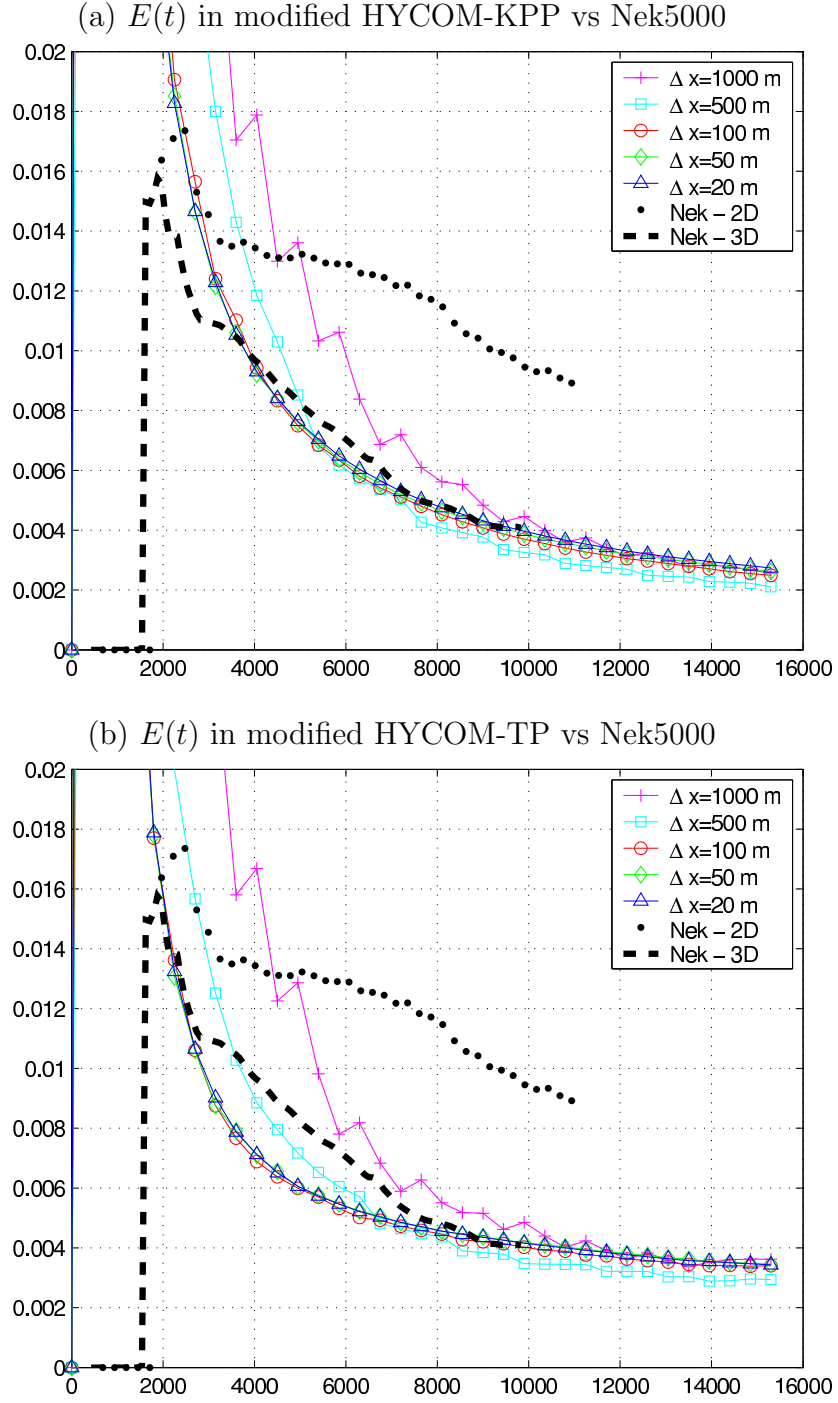 (a) E(t) in modified HYCOM-KPP vs Nek5000
0.02
0.018
0.016
0.014
0.012
0.01
0.008
0.006
0.004
0.002
0
0 2000 4000 6000 8000 10000 12000 14000 16000
Δ x=1000 m
Δ x=500 m
Δ x=100 m
Δ x=50 m
Δ x=20 m
Nek – 2D
Nek – 3D
(b) E(t) in modified HYCOM-TP vs Nek5000
0.02
0.018
0.016
0.014
0.012
0.01
0.008
0.006
0.004
0.002
0
0 2000 4000 6000 8000 10000 12000 14000 16000
Δ x=1000 m
Δ x=500 m
Δ x=100 m
Δ x=50 m
Δ x=20 m
Nek – 2D
Nek – 3D